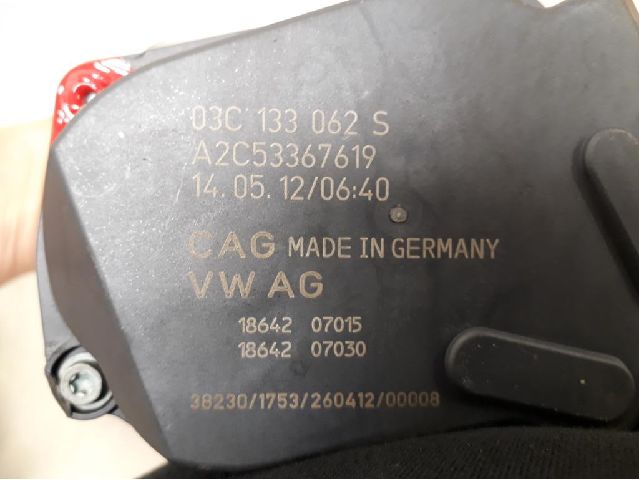 03C 133 062 S
A2C53367619
14.05.12/06:40
CAG MADE IN GERMANY
VW AG
18642 07015
18642 07030
38230/1753/260412/00008